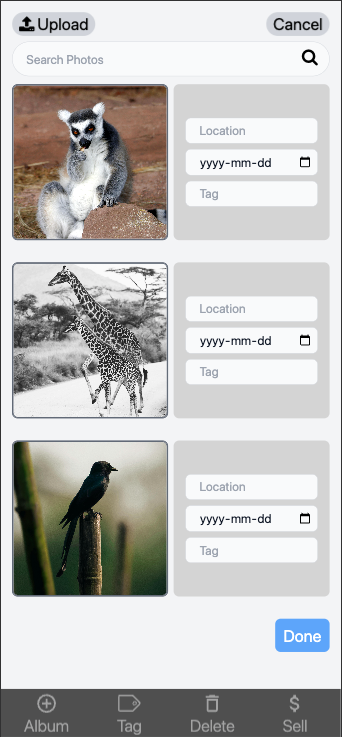 Upload Cancel
Search Photos
Location
yyyy-mm-dd
Tag
Location
yyyy-mm-dd
Tag
Location
yyyy-mm-dd
Tag
Done
Album Tag Delete Sell